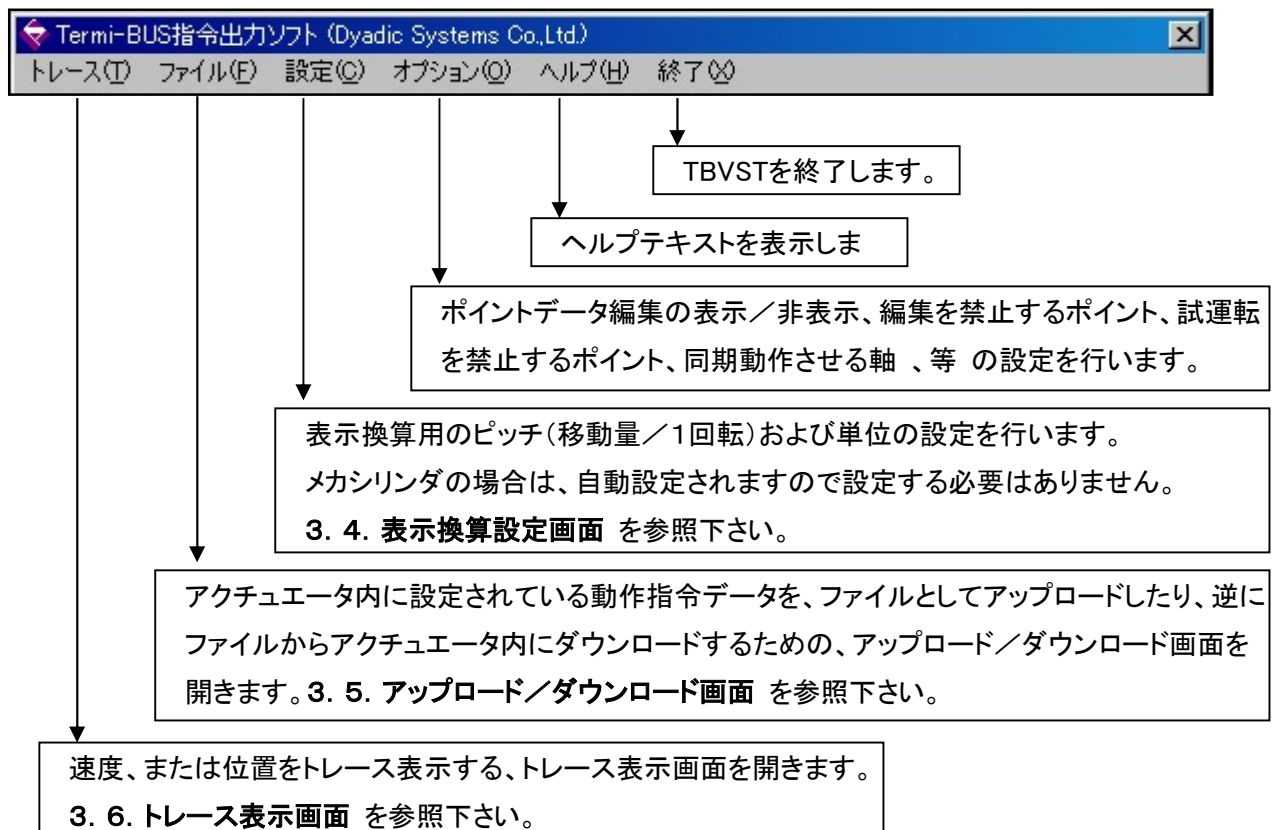 Termi-BUS指令出力ソフト (Dyadic Systems Co.,Ltd.)
トレース(T) ファイル(F) 設定(C) オプション(O) ヘルプ(H) 終了(X)
TBVSTを終了します。
ヘルプテキストを表示しま
ポイントデータ編集の表示／非表示、編集を禁止するポイント、試運転
を禁止するポイント、同期動作させる軸 、等 の設定を行います。
表示換算用のピッチ（移動量／１回転）および単位の設定を行います。
メカシリンダの場合は、自動設定されますので設定する必要はありません。
３．４．表示換算設定画面 を参照下さい。
アクチュエータ内に設定されている動作指令データを、ファイルとしてアップロードしたり、逆に
ファイルからアクチュエータ内にダウンロードするための、アップロード／ダウンロード画面を
開きます。３．５．アップロード／ダウンロード画面 を参照下さい。
速度、または位置をトレース表示する、トレース表示画面を開きます。
３．６．トレース表示画面 を参照下さい。